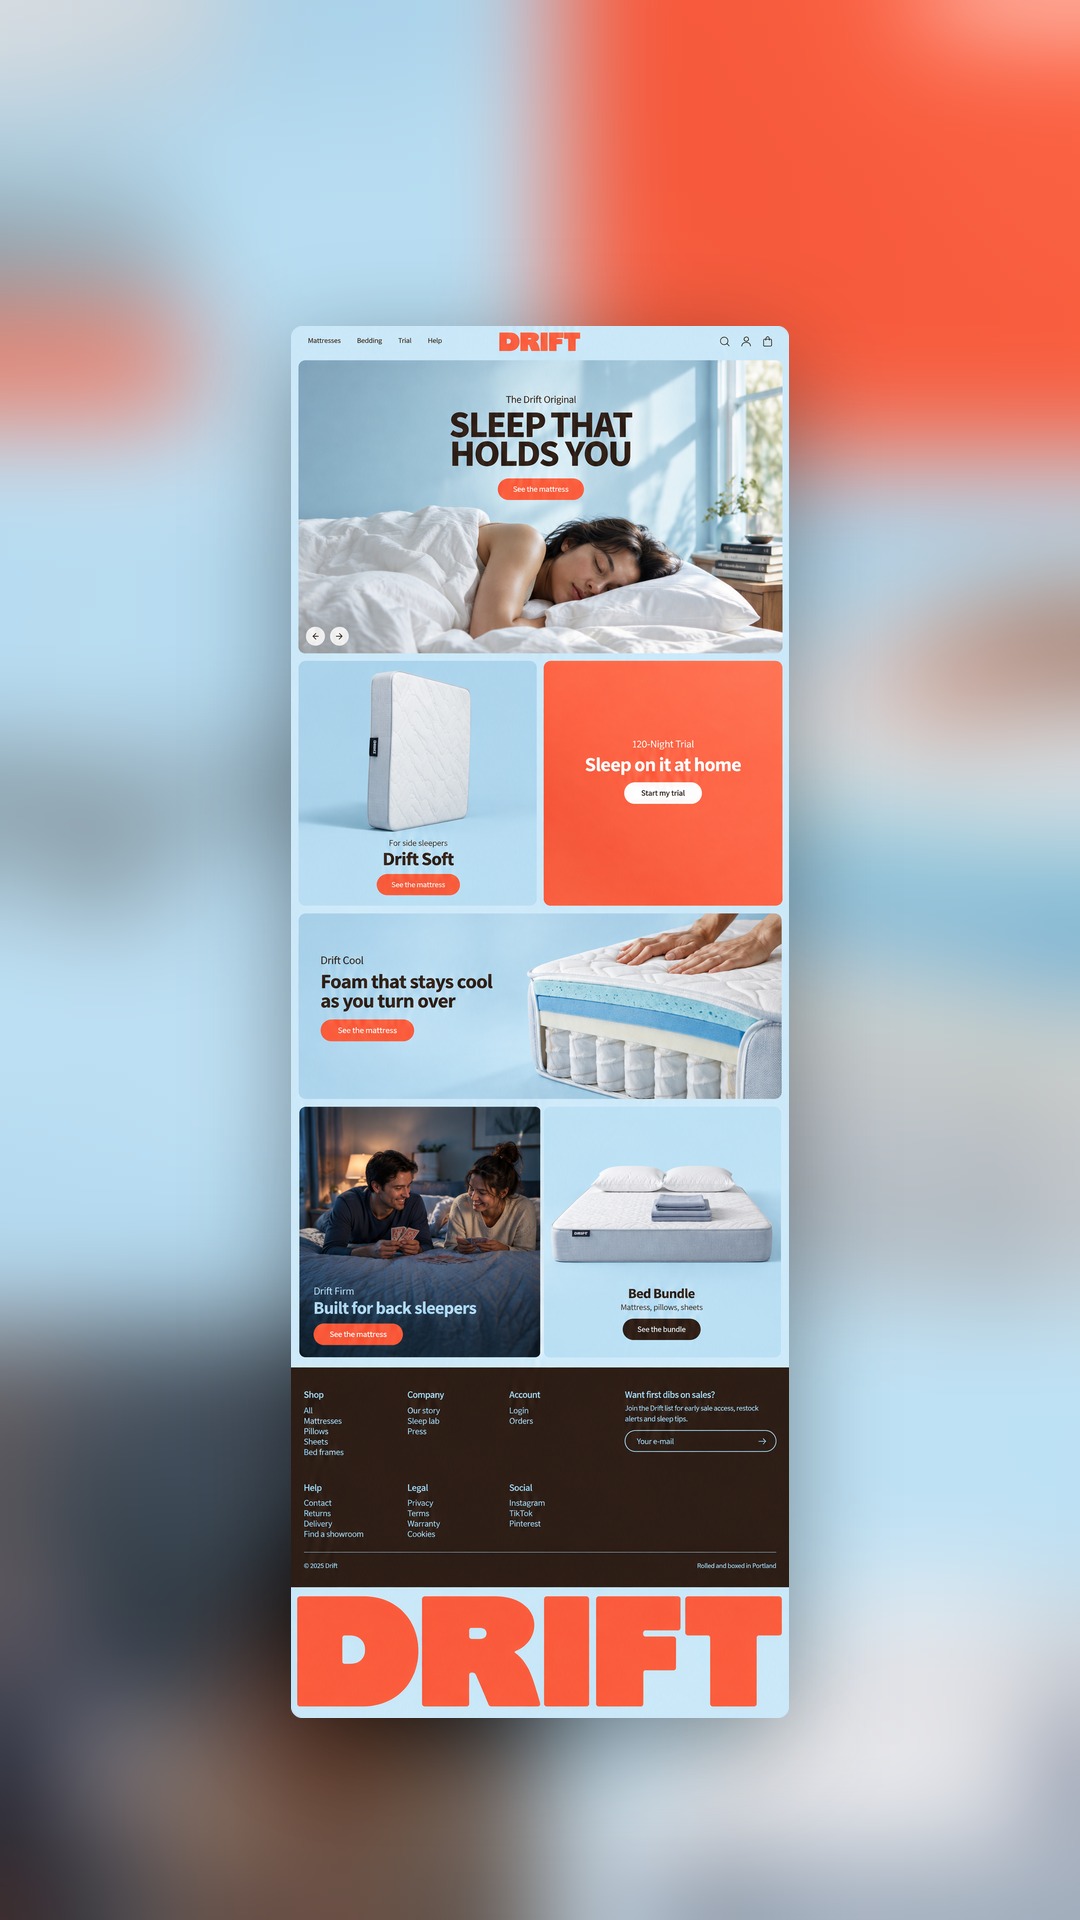 Mattresses Bedding Trial Help
DRIFT
The Drift Original
SLEEP THAT
HOLDS YOU
See the mattress
For side sleepers
Drift Soft
See the mattress
120-Night Trial
Sleep on it at home
Start my trial
Drift Cool
Foam that stays cool
as you turn over
See the mattress
Drift Firm
Built for back sleepers
See the mattress
DRIFT
Bed Bundle
Mattress, pillows, sheets
See the bundle
Shop
All
Mattresses
Pillows
Sheets
Bed frames
Company
Our story
Sleep lab
Press
Account
Login
Orders
Want first dibs on sales?
Join the Drift list for early sale access, restock
alerts and sleep tips.
Your e-mail
Help
Contact
Returns
Delivery
Find a showroom
Legal
Privacy
Terms
Warranty
Cookies
Social
Instagram
TikTok
Pinterest
© 2025 Drift
Rolled and boxed in Portland
DRIFT